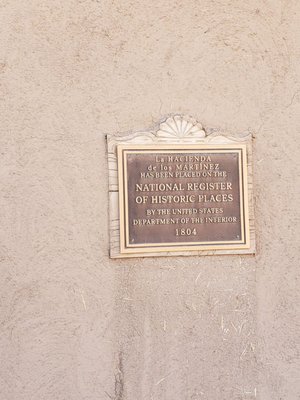 La HACIENDA
de los MARTINEZ
HAS BEEN PLACED ON THE
NATIONAL REGISTER
OF HISTORIC PLACES
BY THE UNITED STATES
DEPARTMENT OF THE INTERIOR
1804